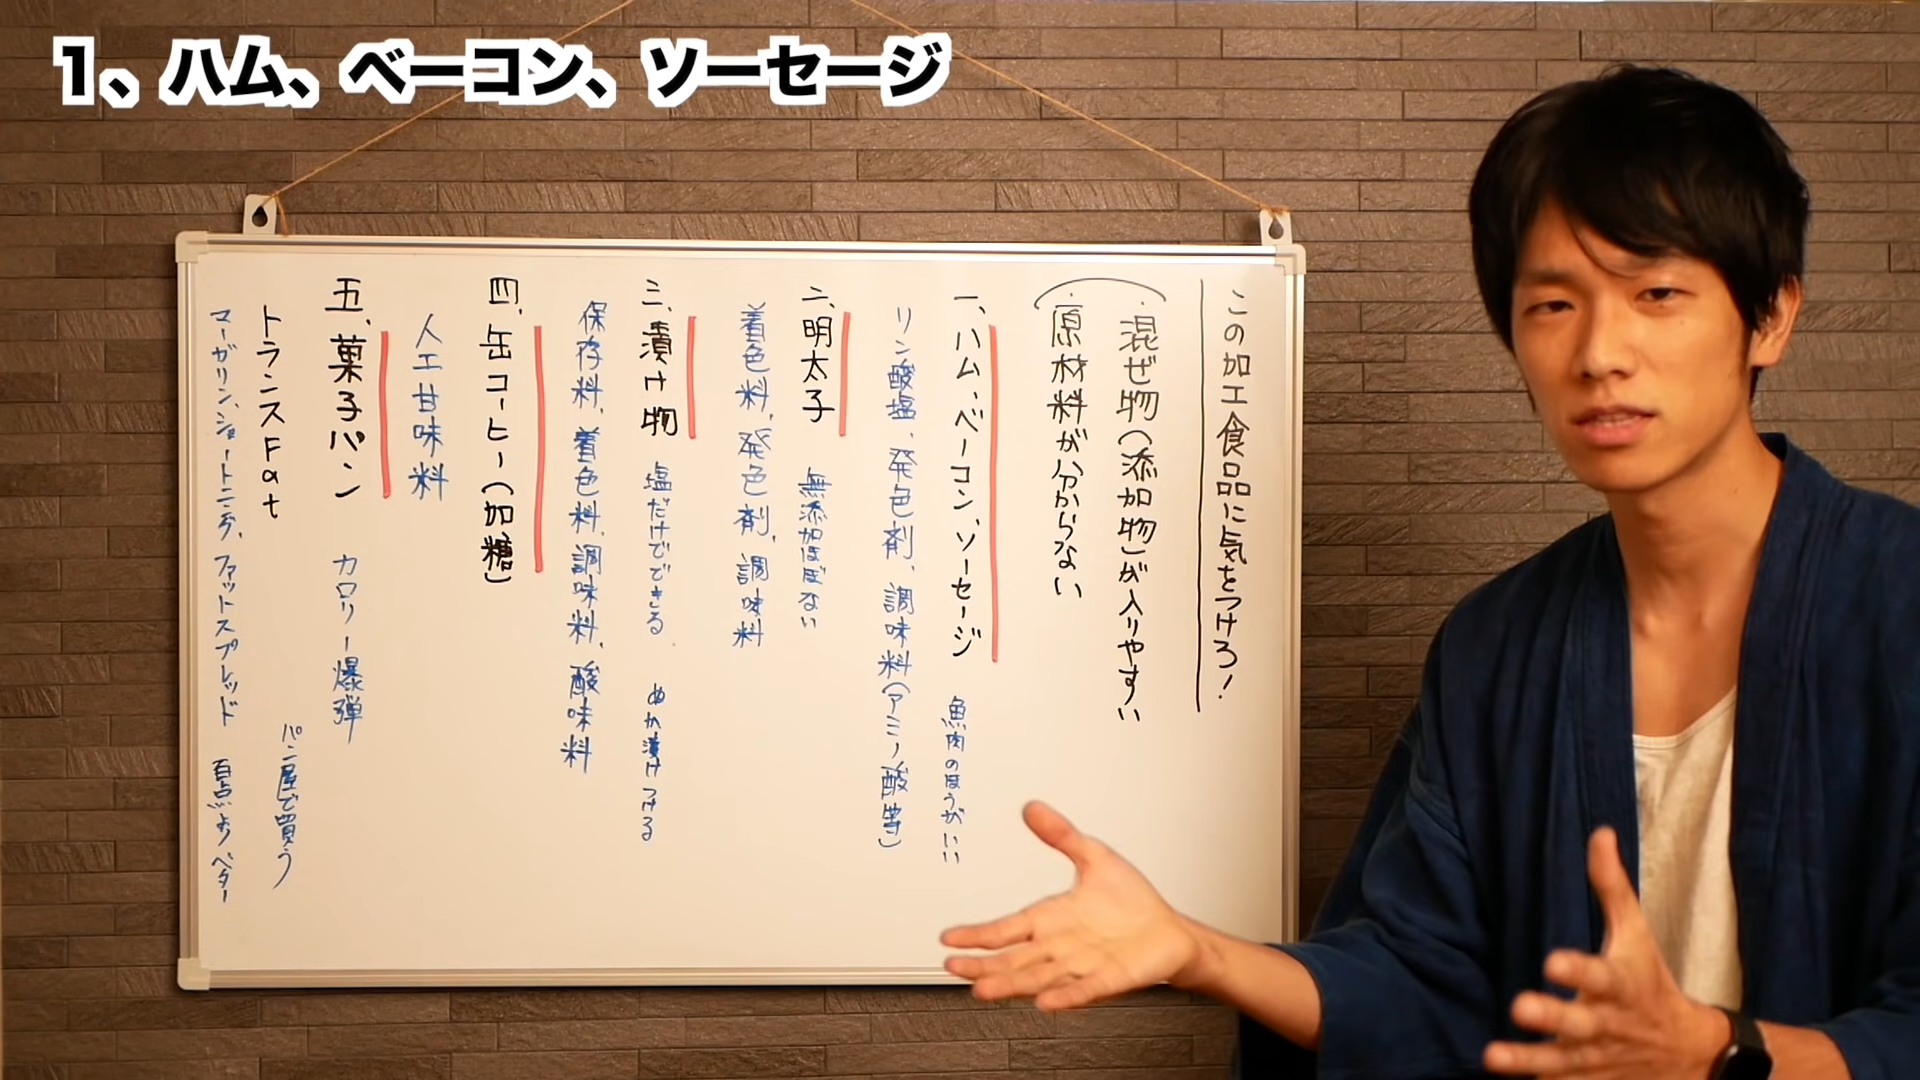 1、ハム、ベーコン、ソーセージ
この加工食品に気をつけろ!
混ぜ物(添加物)が入りやすい
原材料が分からない
一、ハム、ベーコン、ソーセージ 魚肉のほうがいい
リン酸塩、発色剤、調味料(アミノ酸等)
二、明太子 無添加ほぼない
着色料、発色剤、調味料
三、漬け物 塩だけでできる ぬか漬けつける
保存料、着色料、調味料、酸味料
四、缶コーヒー(加糖)
人工甘味料
五、菓子パン カロリー爆弾
トランスFat パン屋で買う
マーガリン、ショートニング、ファットスプレッド 百点よりベター